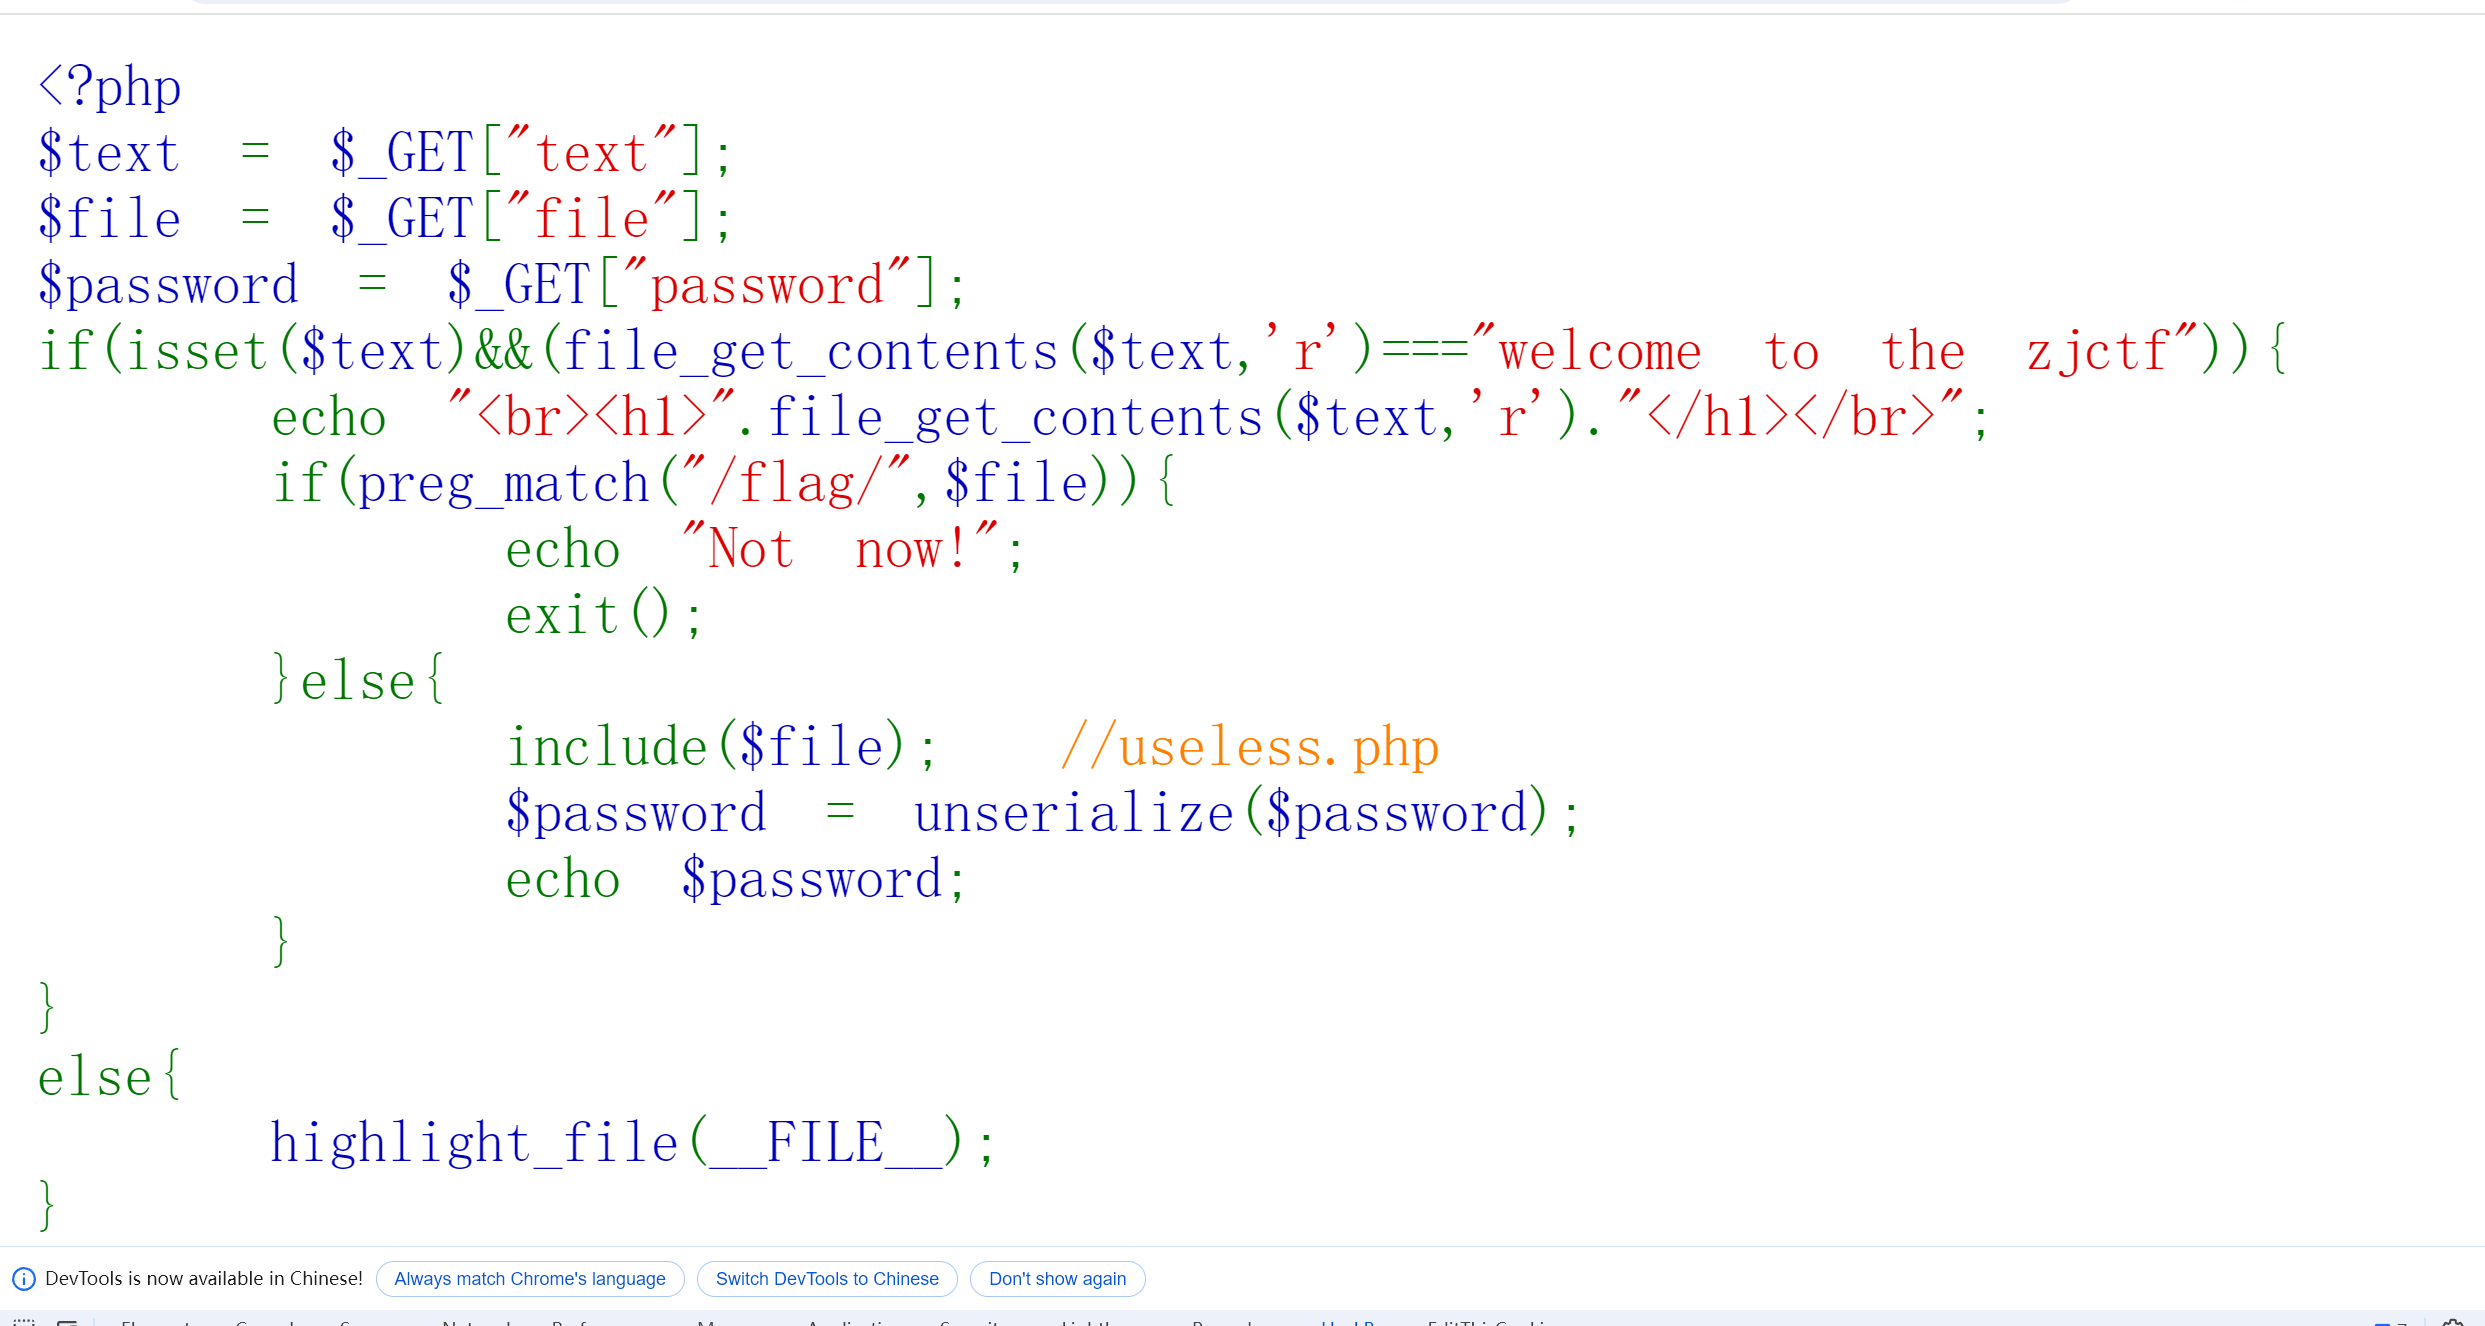 <?php
$text = $_GET["text"];
$file = $_GET["file"];
$password = $_GET["password"];
if(isset($text)&&(file_get_contents($text,'r')==="welcome to the zjctf")){
echo "<br><h1>".file_get_contents($text,'r')."</h1></br>";
if(preg_match("/flag/",$file)){
echo "Not now!";
exit();
}else{
include($file); //useless.php
$password = unserialize($password);
echo $password;
}
}
else{
highlight_file(__FILE__);
}
DevTools is now available in Chinese! Always match Chrome's language Switch DevTools to Chinese Don't show again